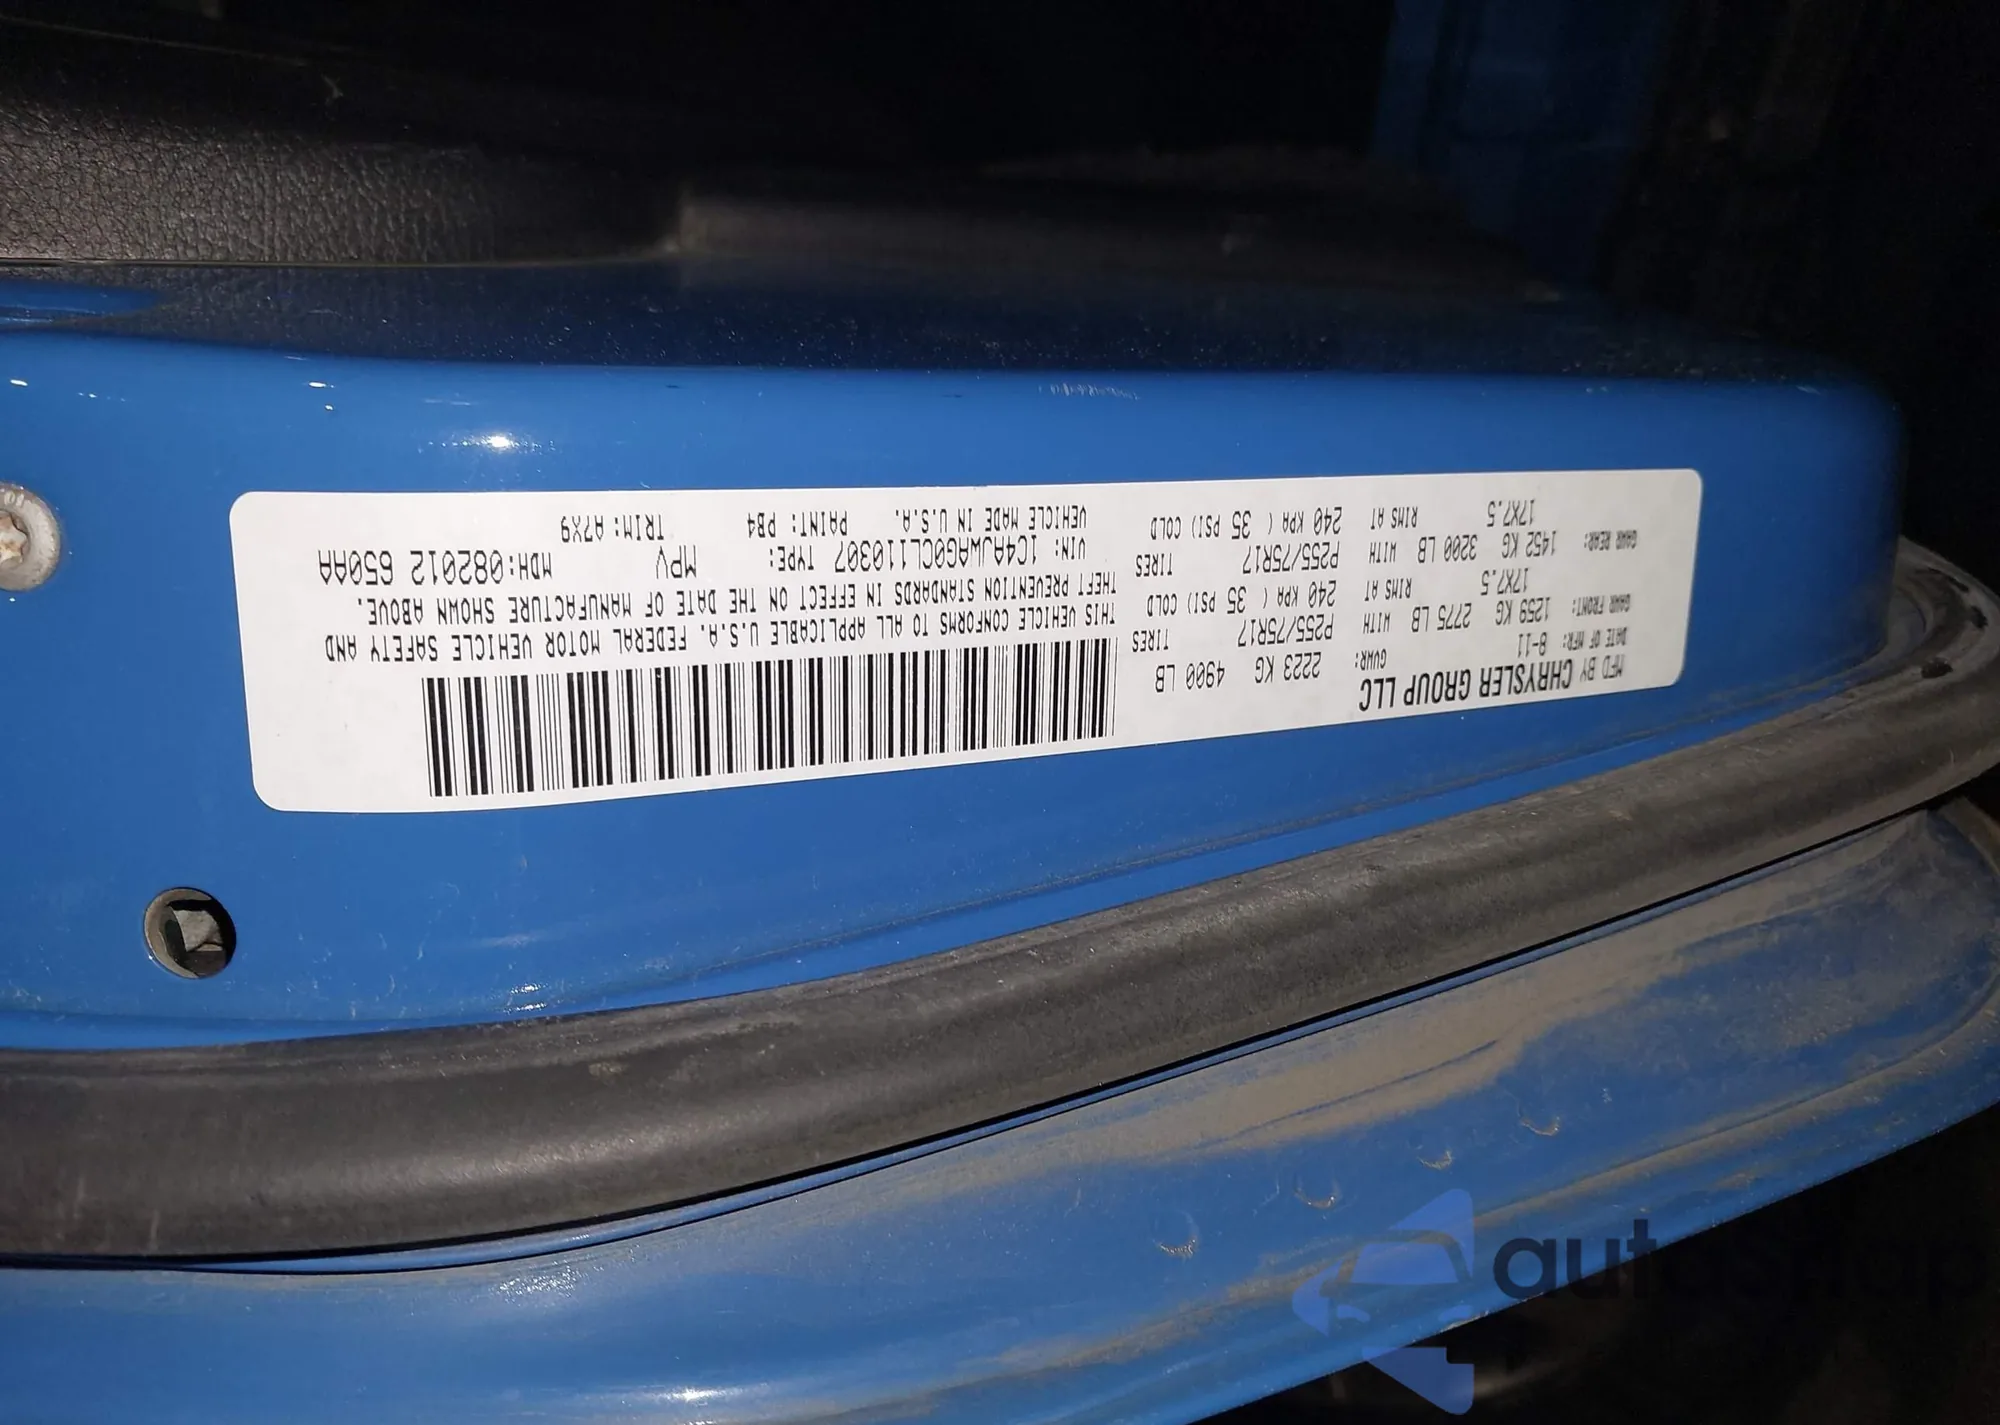 MFD BY CHRYSLER GROUP LLC
DATE OF MFR: 8-11 GVWR: 2223 KG 4900 LB
GAWR FRONT: 1259 KG 2775 LB WITH P255/75R17 TIRES
17X7.5 RIMS AT 240 KPA ( 35 PSI) COLD
GAWR REAR: 1452 KG 3200 LB WITH P255/75R17 TIRES
17X7.5 RIMS AT 240 KPA ( 35 PSI) COLD
THIS VEHICLE CONFORMS TO ALL APPLICABLE U.S.A. FEDERAL MOTOR VEHICLE SAFETY AND
THEFT PREVENTION STANDARDS IN EFFECT ON THE DATE OF MANUFACTURE SHOWN ABOVE.
VIN: 1C4AJWAG0CL110307 TYPE: MPV MDH:082012 650AA
VEHICLE MADE IN U.S.A. PAINT: PB4 TRIM: A7X9